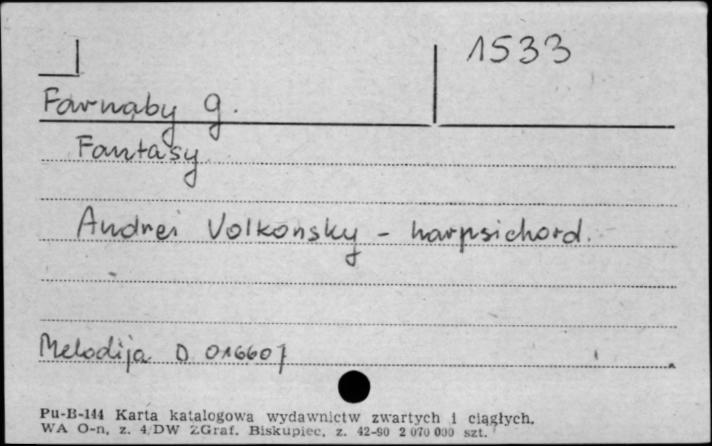 1533
Farnaby G.
Fantasy
Andrei Volkonsky - harpsichord.
Melodija D 016607
Pu-B-144 Karta katalogowa wydawnictw zwartych i ciągłych.
WA O-n, z. 4/DW ZGraf. Biskupiec, z. 42-80 2 070 000 szt.